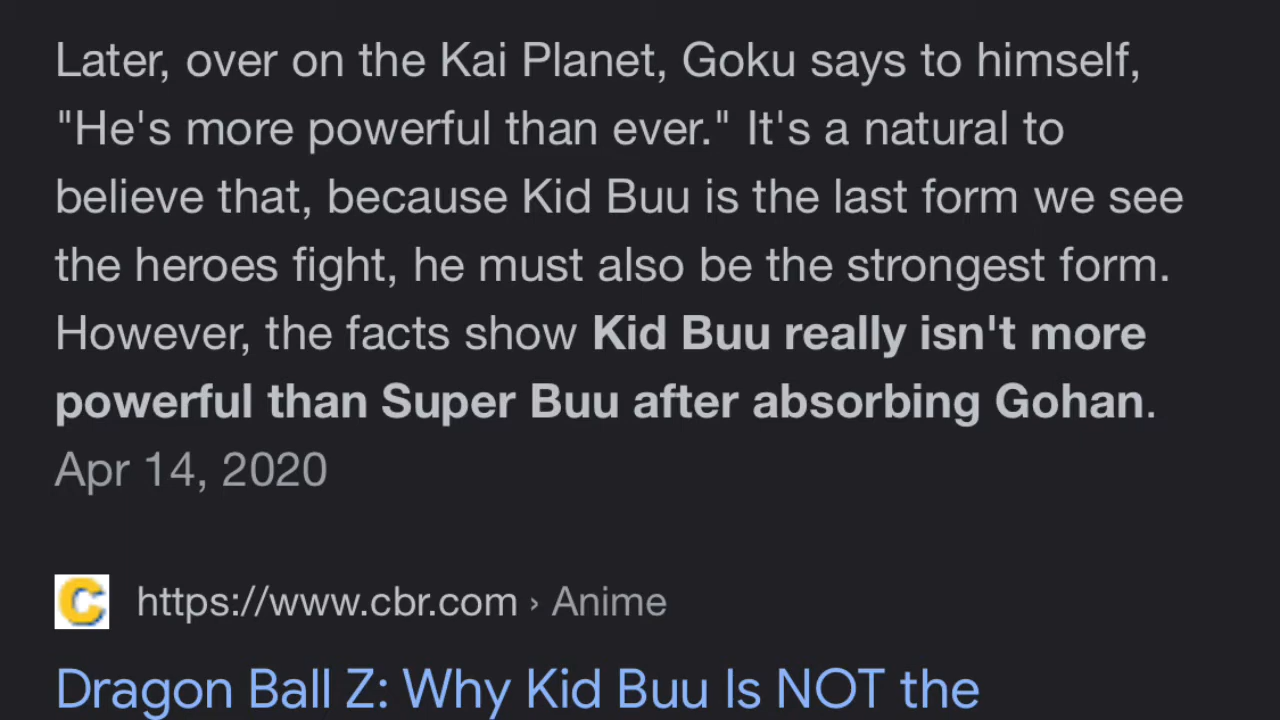 Later, over on the Kai Planet, Goku says to himself,
"He's more powerful than ever." It's a natural to
believe that, because Kid Buu is the last form we see
the heroes fight, he must also be the strongest form.
However, the facts show Kid Buu really isn't more
powerful than Super Buu after absorbing Gohan.
Apr 14, 2020
C
https://www.cbr.com › Anime
Dragon Ball Z: Why Kid Buu Is NOT the